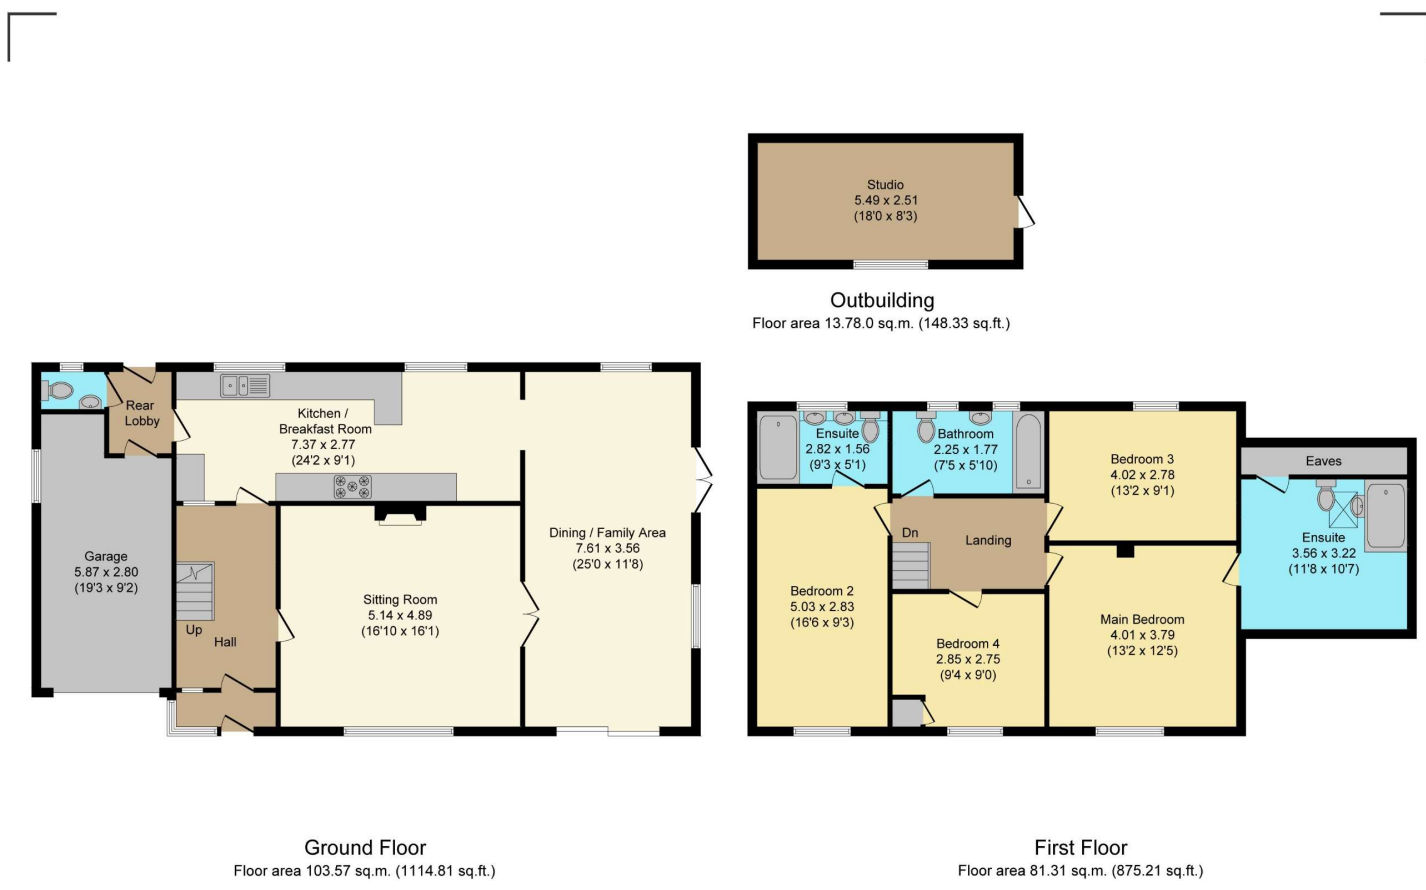 Studio
5.49 x 2.51
(18'0 x 8'3)
Outbuilding
Floor area 13.78.0 sq.m. (148.33 sq.ft.)
Rear
Lobby
Kitchen /
Breakfast Room
7.37 x 2.77
(24'2 x 9'1)
Garage
5.87 x 2.80
(19'3 x 9'2)
Up
Hall
Sitting Room
5.14 x 4.89
(16'10 x 16'1)
Dining / Family Area
7.61 x 3.56
(25'0 x 11'8)
Ground Floor
Floor area 103.57 sq.m. (1114.81 sq.ft.)
Ensuite
2.82 x 1.56
(9'3 x 5'1)
Bathroom
2.25 x 1.77
(7'5 x 5'10)
Bedroom 3
4.02 x 2.78
(13'2 x 9'1)
Eaves
Ensuite
3.56 x 3.22
(11'8 x 10'7)
Dn
Landing
Bedroom 2
5.03 x 2.83
(16'6 x 9'3)
Bedroom 4
2.85 x 2.75
(9'4 x 9'0)
Main Bedroom
4.01 x 3.79
(13'2 x 12'5)
First Floor
Floor area 81.31 sq.m. (875.21 sq.ft.)